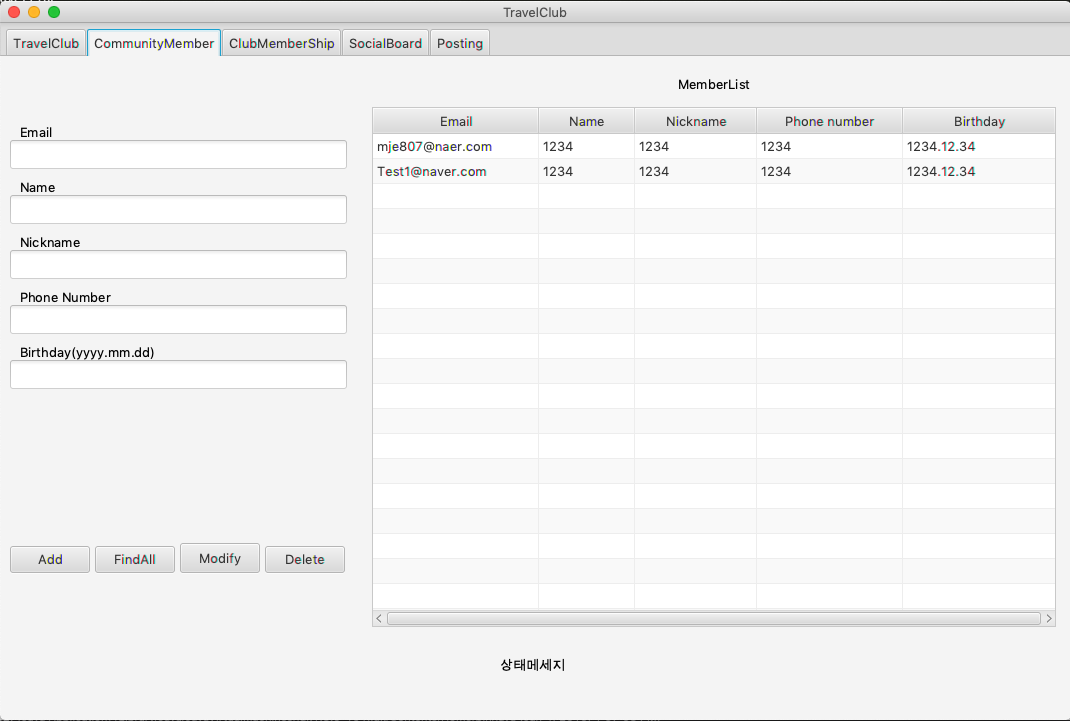 TravelClub
TravelClub CommunityMember ClubMemberShip SocialBoard Posting
MemberList
Email Name Nickname Phone number Birthday
mje807@naer.com 1234 1234 1234 1234.12.34
Test1@naver.com 1234 1234 1234 1234.12.34
Email
Name
Nickname
Phone Number
Birthday(yyyy.mm.dd)
Add FindAll Modify Delete
상태메세지